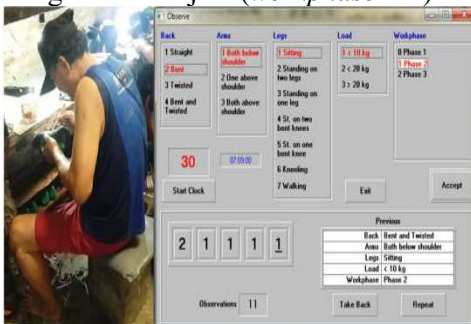 Observe
Back
1 Straight
2 Bent
3 Twisted
4 Bent and
Twisted
Arms
1 Both below
shoulder
2 One above
shoulder
3 Both above
shoulder
Legs
1 Sitting
2 Standing on
two legs
3 Standing on
one leg
4 St. on two
bent knees
5 St. on one
bent knee
6 Kneeling
7 Walking
Load
1 < 10 kg
2 < 20 kg
3 > 20 kg
Workphase
0 Phase 1
1 Phase 2
2 Phase 3
30
07:09:00
Start Clock
Exit
Accept
2 1 1 1 1
Observations 11
Previous
Back Bent and Twisted
Arms Both below shoulder
Legs Sitting
Load < 10 kg
Workphase Phase 2
Take Back
Repeat